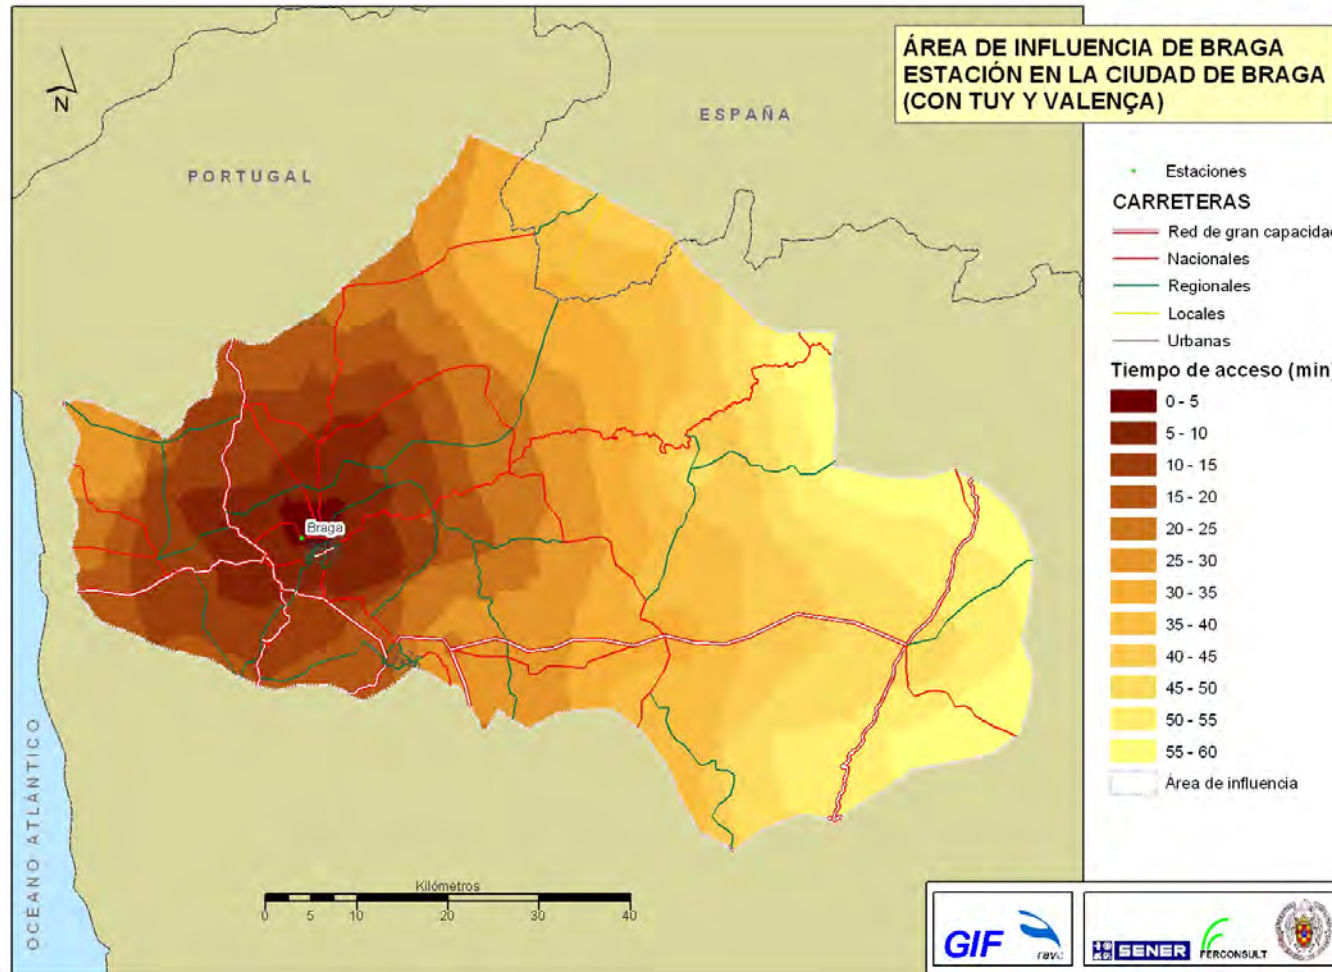 ÁREA DE INFLUENCIA DE BRAGA
ESTACIÓN EN LA CIUDAD DE BRAGA
(CON TUY Y VALENÇA)
N
ESPAÑA
PORTUGAL
Braga
OCÉANO ATLÁNTICO
Estaciones
CARRETERAS
Red de gran capacidad
Nacionales
Regionales
Locales
Urbanas
Tiempo de acceso (min)
0 - 5
5 - 10
10 - 15
15 - 20
20 - 25
25 - 30
30 - 35
35 - 40
40 - 45
45 - 50
50 - 55
55 - 60
Área de influencia
Kilómetros
0 5 10 20 30 40
GIF
rave
SENER
FERCONSULT